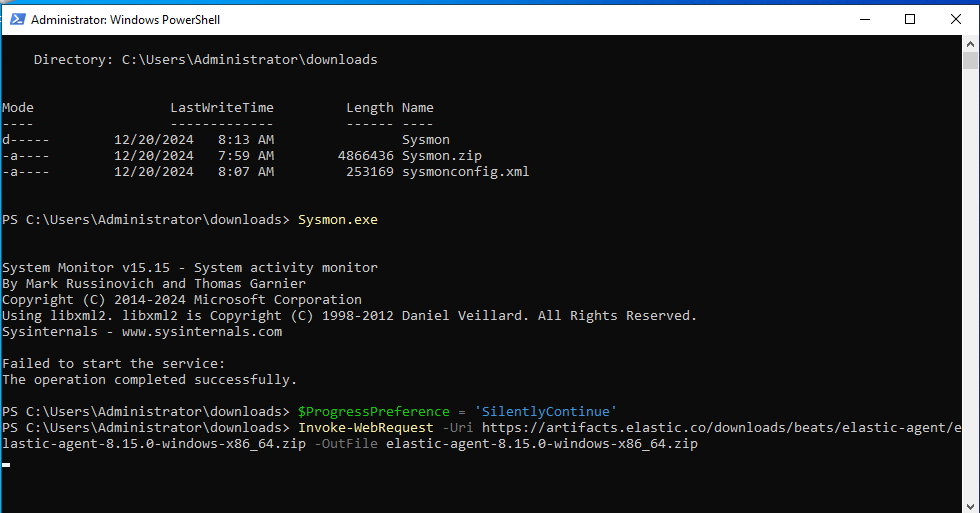 Administrator: Windows PowerShell
Directory: C:\Users\Administrator\downloads
Mode LastWriteTime Length Name
---- ------------- ------ ----
d----- 12/20/2024 8:13 AM Sysmon
-a---- 12/20/2024 7:59 AM 4866436 Sysmon.zip
-a---- 12/20/2024 8:07 AM 253169 sysmonconfig.xml
PS C:\Users\Administrator\downloads> Sysmon.exe
System Monitor v15.15 - System activity monitor
By Mark Russinovich and Thomas Garnier
Copyright (C) 2014-2024 Microsoft Corporation
Using libxml2. libxml2 is Copyright (C) 1998-2012 Daniel Veillard. All Rights Reserved.
Sysinternals - www.sysinternals.com
Failed to start the service:
The operation completed successfully.
PS C:\Users\Administrator\downloads> $ProgressPreference = 'SilentlyContinue'
PS C:\Users\Administrator\downloads> Invoke-WebRequest -Uri https://artifacts.elastic.co/downloads/beats/elastic-agent/e
lastic-agent-8.15.0-windows-x86_64.zip -OutFile elastic-agent-8.15.0-windows-x86_64.zip